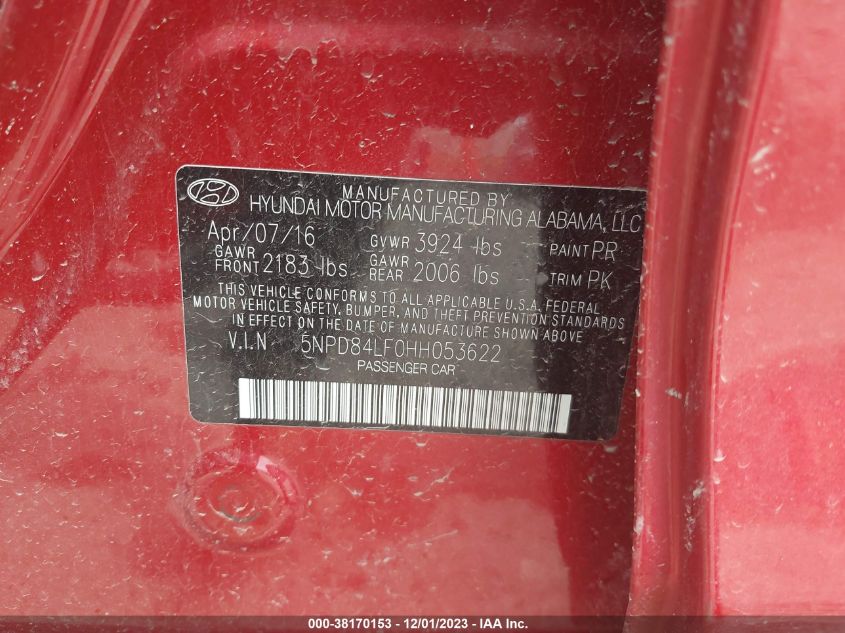 MANUFACTURED BY
HYUNDAI MOTOR MANUFACTURING ALABAMA, LLC
Apr/07/16 GVWR 3924 lbs PAINT PR
GAWR FRONT 2183 lbs GAWR REAR 2006 lbs TRIM PK
THIS VEHICLE CONFORMS TO ALL APPLICABLE U.S.A. FEDERAL
MOTOR VEHICLE SAFETY, BUMPER, AND THEFT PREVENTION STANDARDS
IN EFFECT ON THE DATE OF MANUFACTURE SHOWN ABOVE
V.I.N 5NPD84LF0HH053622
PASSENGER CAR
000-38170153 - 12/01/2023 - IAA Inc.